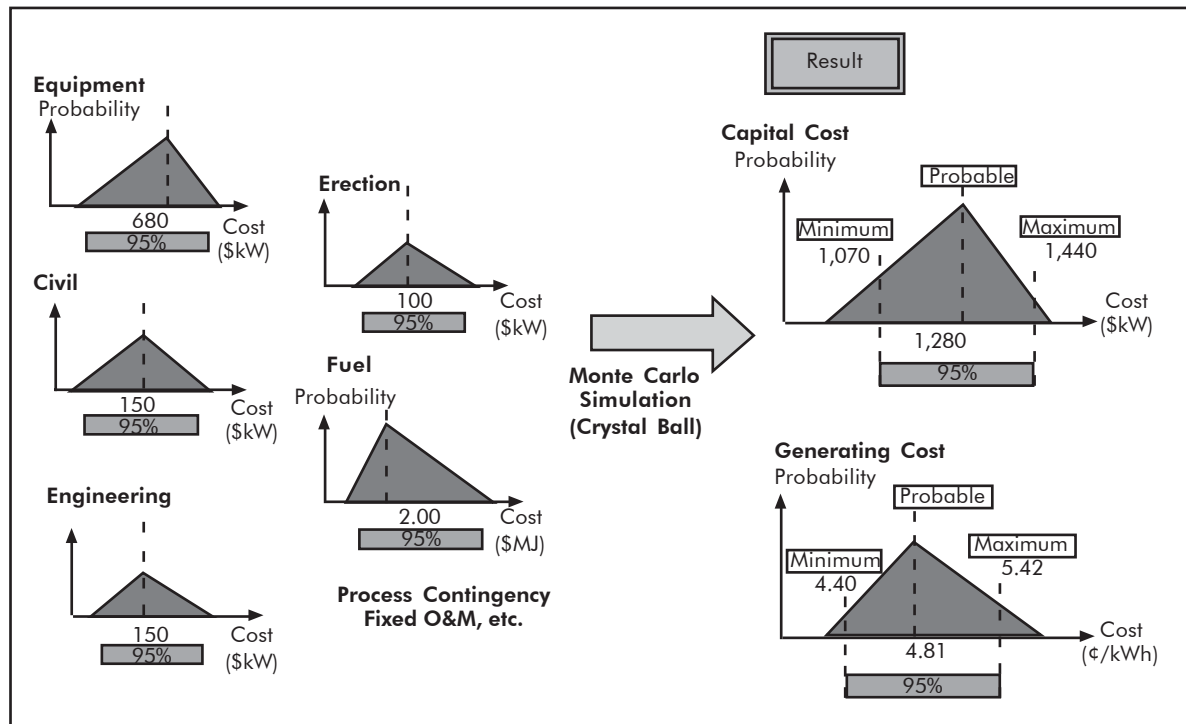 Result
Equipment
Probability
680
Cost
($kW)
95%
Civil
150
Cost
($kW)
95%
Engineering
150
Cost
($kW)
95%
Erection
100
Cost
($kW)
95%
Fuel
Probability
2.00
Cost
($MJ)
95%
Process Contingency
Fixed O&M, etc.
Monte Carlo
Simulation
(Crystal Ball)
Capital Cost
Probability
Probable
Minimum
1,070
Maximum
1,440
Cost
($kW)
1,280
95%
Generating Cost
Probability
Probable
Minimum
4.40
Maximum
5.42
Cost
(¢/kWh)
4.81
95%